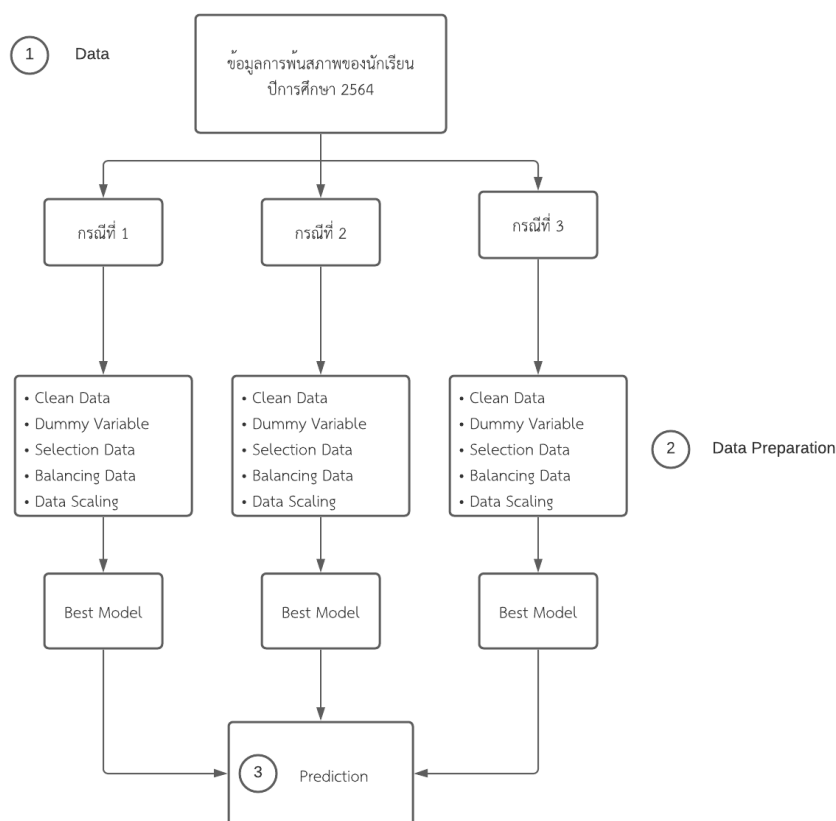 1 Data
ข้อมูลการพ้นสภาพของนักเรียน
ปีการศึกษา 2564
กรณีที่ 1
กรณีที่ 2
กรณีที่ 3
• Clean Data
• Dummy Variable
• Selection Data
• Balancing Data
• Data Scaling
• Clean Data
• Dummy Variable
• Selection Data
• Balancing Data
• Data Scaling
• Clean Data
• Dummy Variable
• Selection Data
• Balancing Data
• Data Scaling
2 Data Preparation
Best Model
Best Model
Best Model
3 Prediction